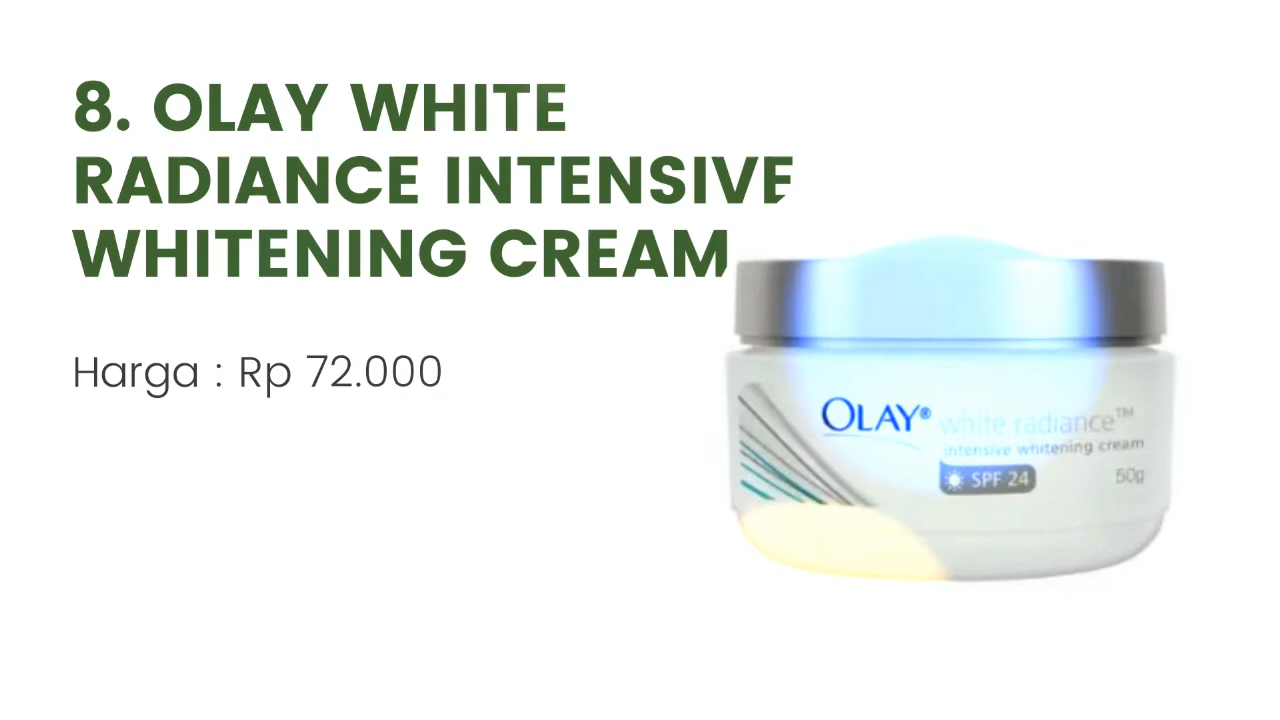 8. OLAY WHITE
RADIANCE INTENSIVE
WHITENING CREAM
Harga : Rp 72.000
OLAY® white radiance™
intensive whitening cream
SPF 24
50g